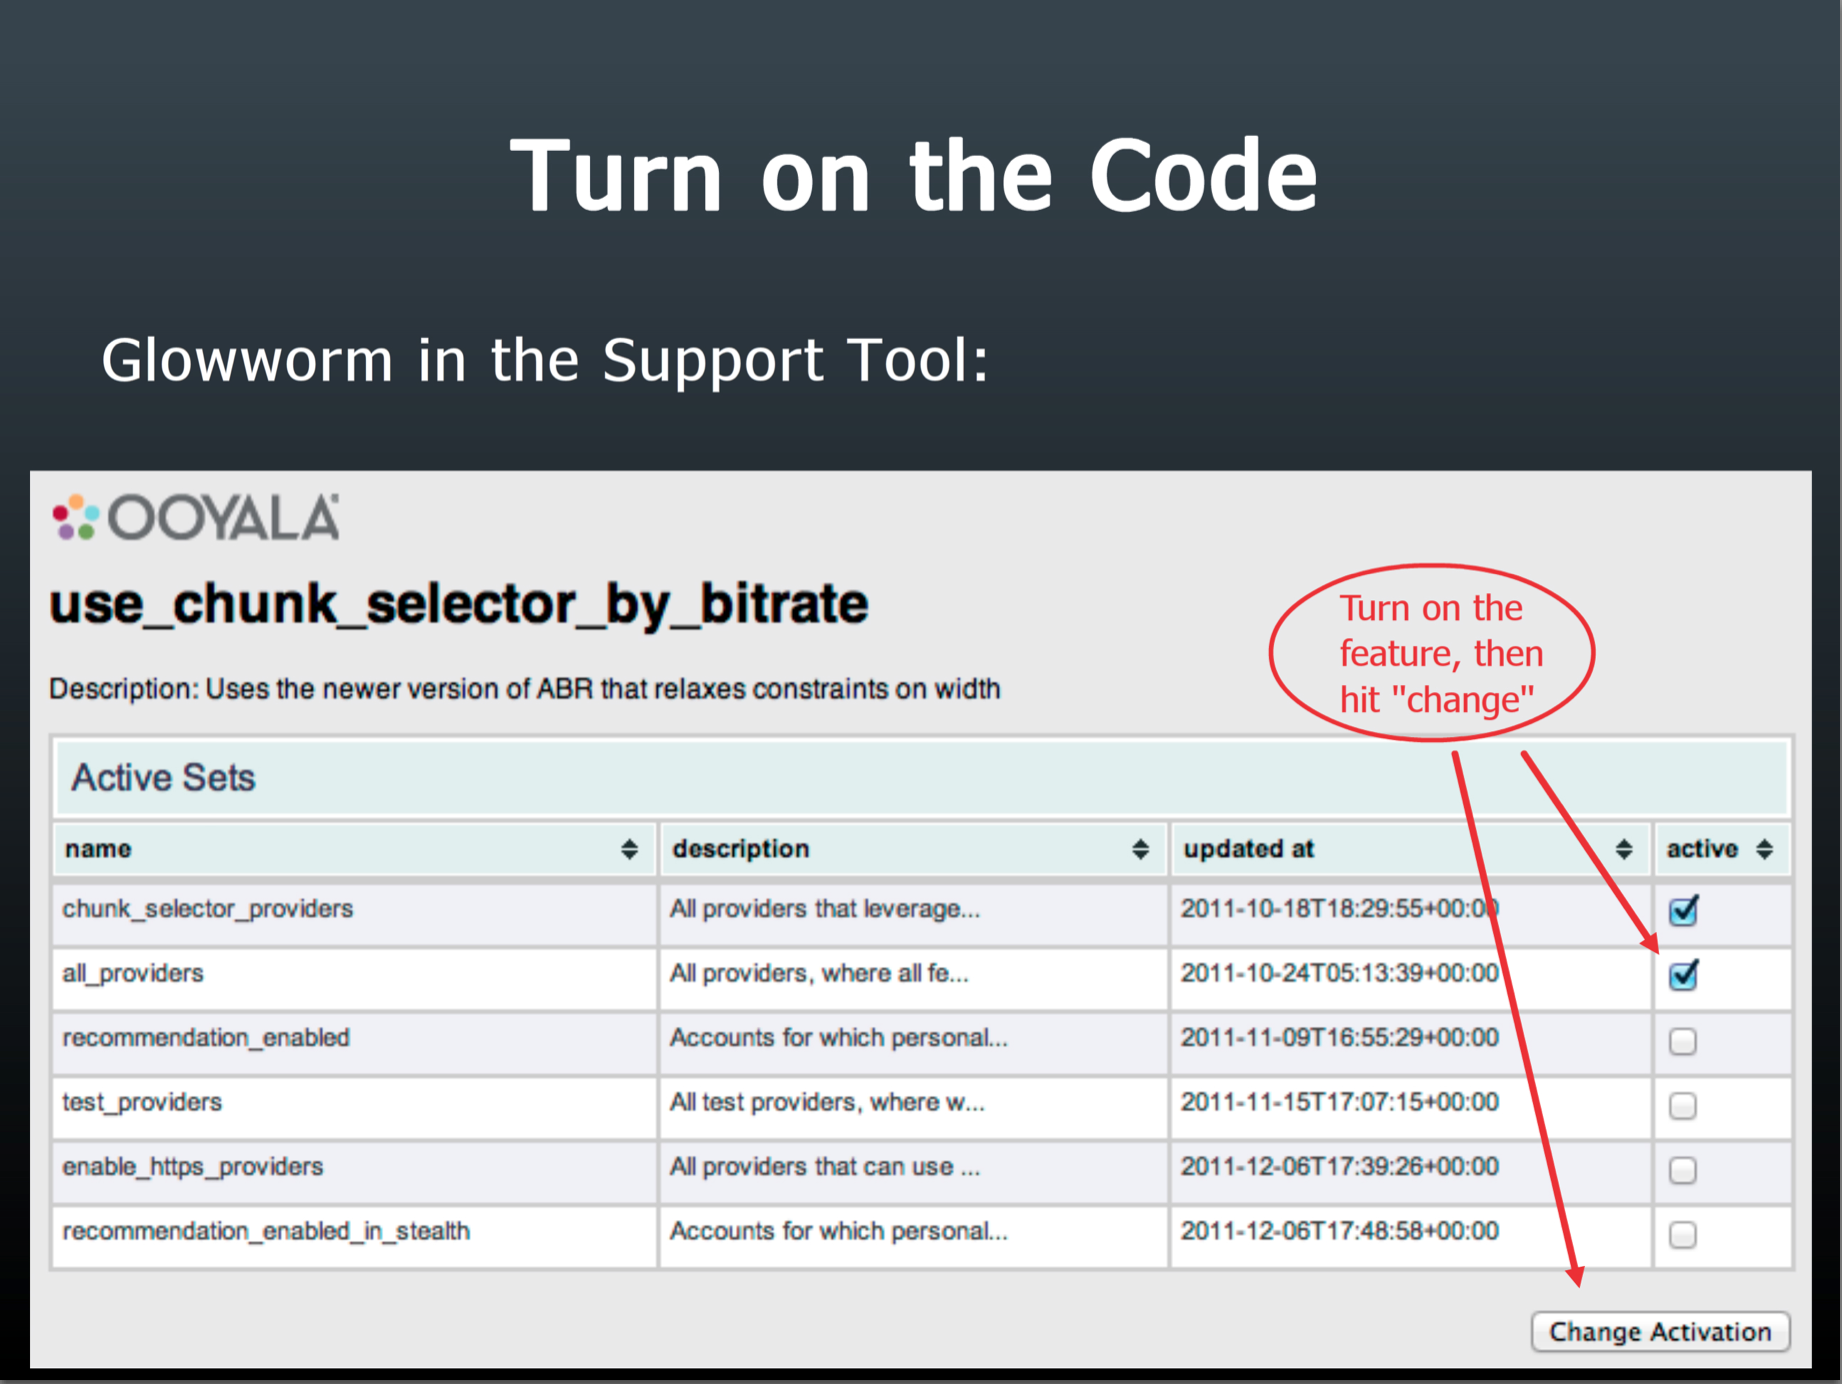 Turn on the Code
Glowworm in the Support Tool:
OOYALA
use_chunk_selector_by_bitrate
Turn on the
feature, then
hit "change"
Description: Uses the newer version of ABR that relaxes constraints on width
Active Sets
name description updated at active
chunk_selector_providers All providers that leverage... 2011-10-18T18:29:55+00:00
all_providers All providers, where all fe... 2011-10-24T05:13:39+00:00
recommendation_enabled Accounts for which personal... 2011-11-09T16:55:29+00:00
test_providers All test providers, where w... 2011-11-15T17:07:15+00:00
enable_https_providers All providers that can use ... 2011-12-06T17:39:26+00:00
recommendation_enabled_in_stealth Accounts for which personal... 2011-12-06T17:48:58+00:00
Change Activation